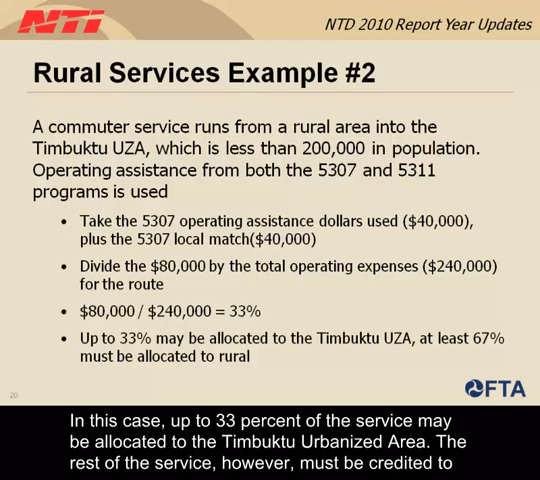 NTI
NTD 2010 Report Year Updates
Rural Services Example #2
A commuter service runs from a rural area into the
Timbuktu UZA, which is less than 200,000 in population.
Operating assistance from both the 5307 and 5311
programs is used
• Take the 5307 operating assistance dollars used ($40,000),
plus the 5307 local match($40,000)
• Divide the $80,000 by the total operating expenses ($240,000)
for the route
• $80,000 / $240,000 = 33%
• Up to 33% may be allocated to the Timbuktu UZA, at least 67%
must be allocated to rural
20
FTA
In this case, up to 33 percent of the service may
be allocated to the Timbuktu Urbanized Area. The
rest of the service, however, must be credited to